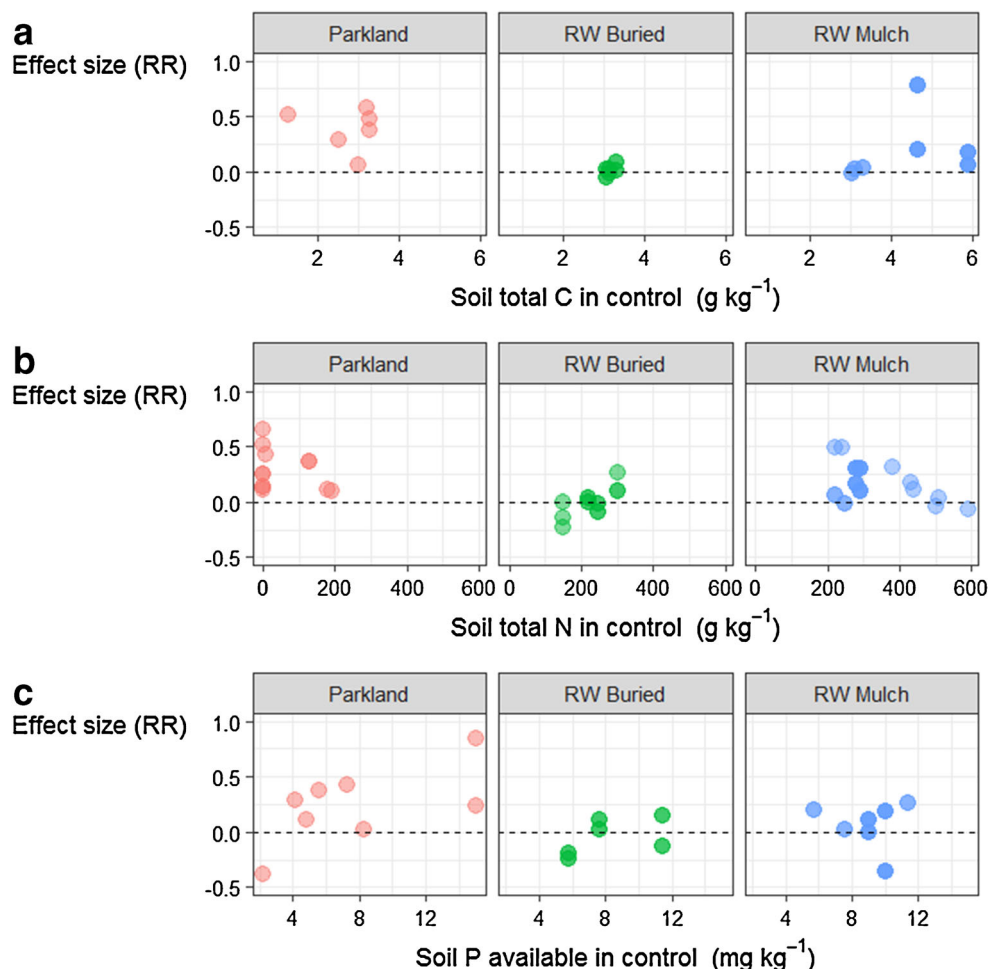 a
Effect size (RR)
Parkland
RW Buried
RW Mulch
1.0
0.5
0.0
-0.5
2 4 6 2 4 6 2 4 6
Soil total C in control (g kg⁻¹)
b
Effect size (RR)
Parkland
RW Buried
RW Mulch
1.0
0.5
0.0
-0.5
0 200 400 600 0 200 400 600 0 200 400 600
Soil total N in control (g kg⁻¹)
c
Effect size (RR)
Parkland
RW Buried
RW Mulch
1.0
0.5
0.0
-0.5
4 8 12 4 8 12 4 8 12
Soil P available in control (mg kg⁻¹)